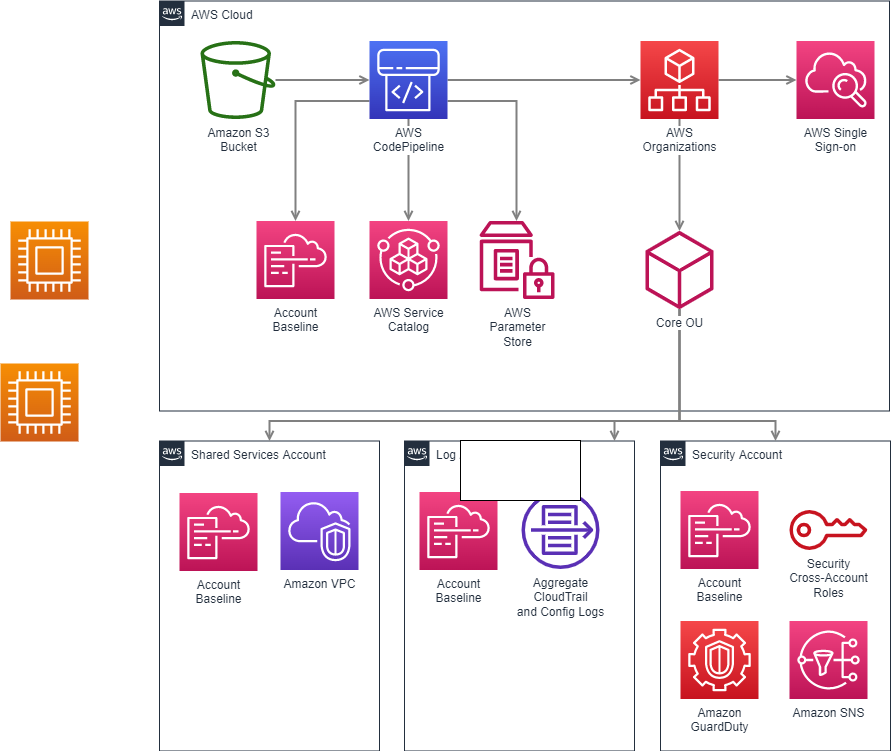 aws AWS Cloud
Amazon S3
Bucket
AWS
CodePipeline
AWS
Organizations
AWS Single
Sign-on
Account
Baseline
AWS Service
Catalog
AWS
Parameter
Store
Core OU
aws Shared Services Account
aws Log
aws Security Account
Account
Baseline
Amazon VPC
Account
Baseline
Aggregate
CloudTrail
and Config Logs
Account
Baseline
Security
Cross-Account
Roles
Amazon
GuardDuty
Amazon SNS